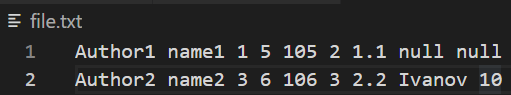 file.txt
1 Author1 name1 1 5 105 2 1.1 null null
2 Author2 name2 3 6 106 3 2.2 Ivanov 10